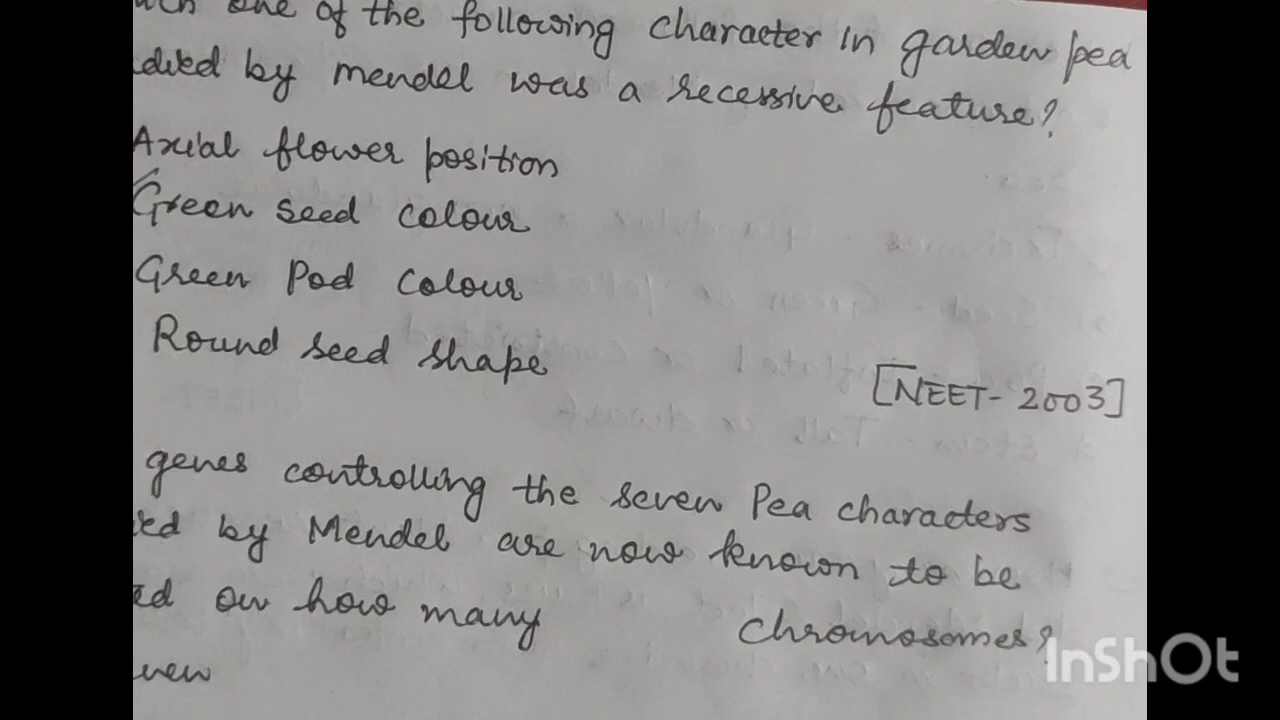 one of the following character in garden pea
by mendel was a recessive feature?
Axial flower position
Green seed colour
Green Pod colour
Round seed shape
[NEET-2003]
genes controlling the seven Pea characters
by Mendel are now known to be
on how many chromosomes?
InShOt